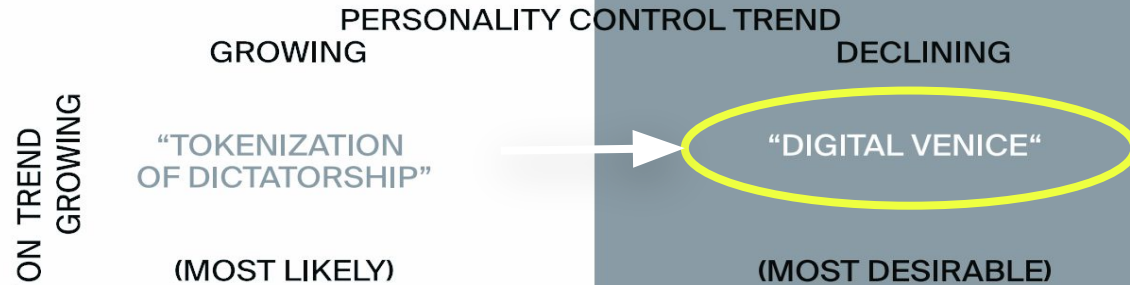 PERSONALITY CONTROL TREND
GROWING
DECLINING
ON TREND
GROWING
“TOKENIZATION
OF DICTATORSHIP”
“DIGITAL VENICE“
(MOST LIKELY)
(MOST DESIRABLE)